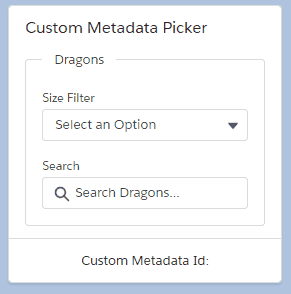 Custom Metadata Picker
Dragons
Size Filter
Select an Option
Search
Search Dragons...
Custom Metadata Id: